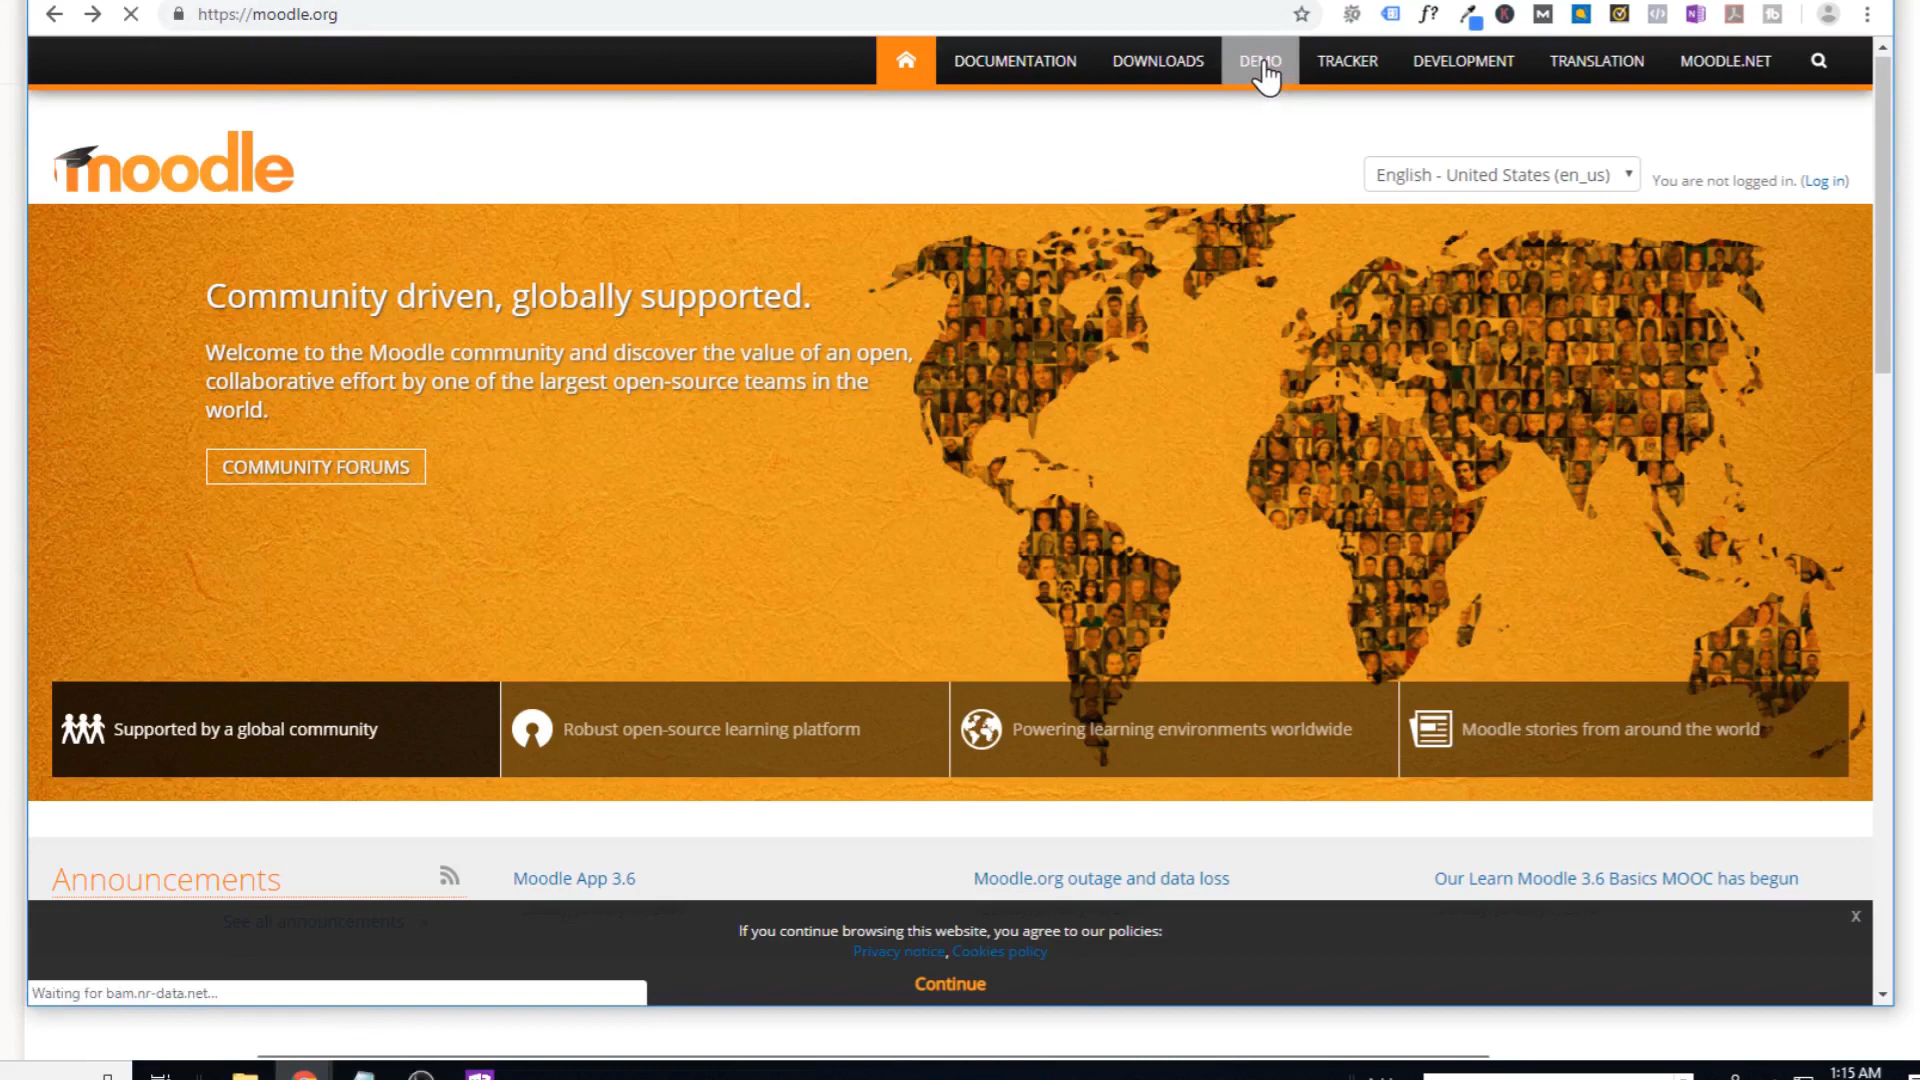 https://moodle.org
DOCUMENTATION DOWNLOADS DEMO TRACKER DEVELOPMENT TRANSLATION MOODLE.NET
moodle
English - United States (en_us)
You are not logged in. (Log in)
Community driven, globally supported.
Welcome to the Moodle community and discover the value of an open,
collaborative effort by one of the largest open-source teams in the
world.
COMMUNITY FORUMS
Supported by a global community
Robust open-source learning platform
Powering learning environments worldwide
Moodle stories from around the world
Announcements
Moodle App 3.6
Moodle.org outage and data loss
Our Learn Moodle 3.6 Basics MOOC has begun
See all announcements
If you continue browsing this website, you agree to our policies:
Privacy notice, Cookies policy
Continue
x
Waiting for bam.nr-data.net...
1:15 AM